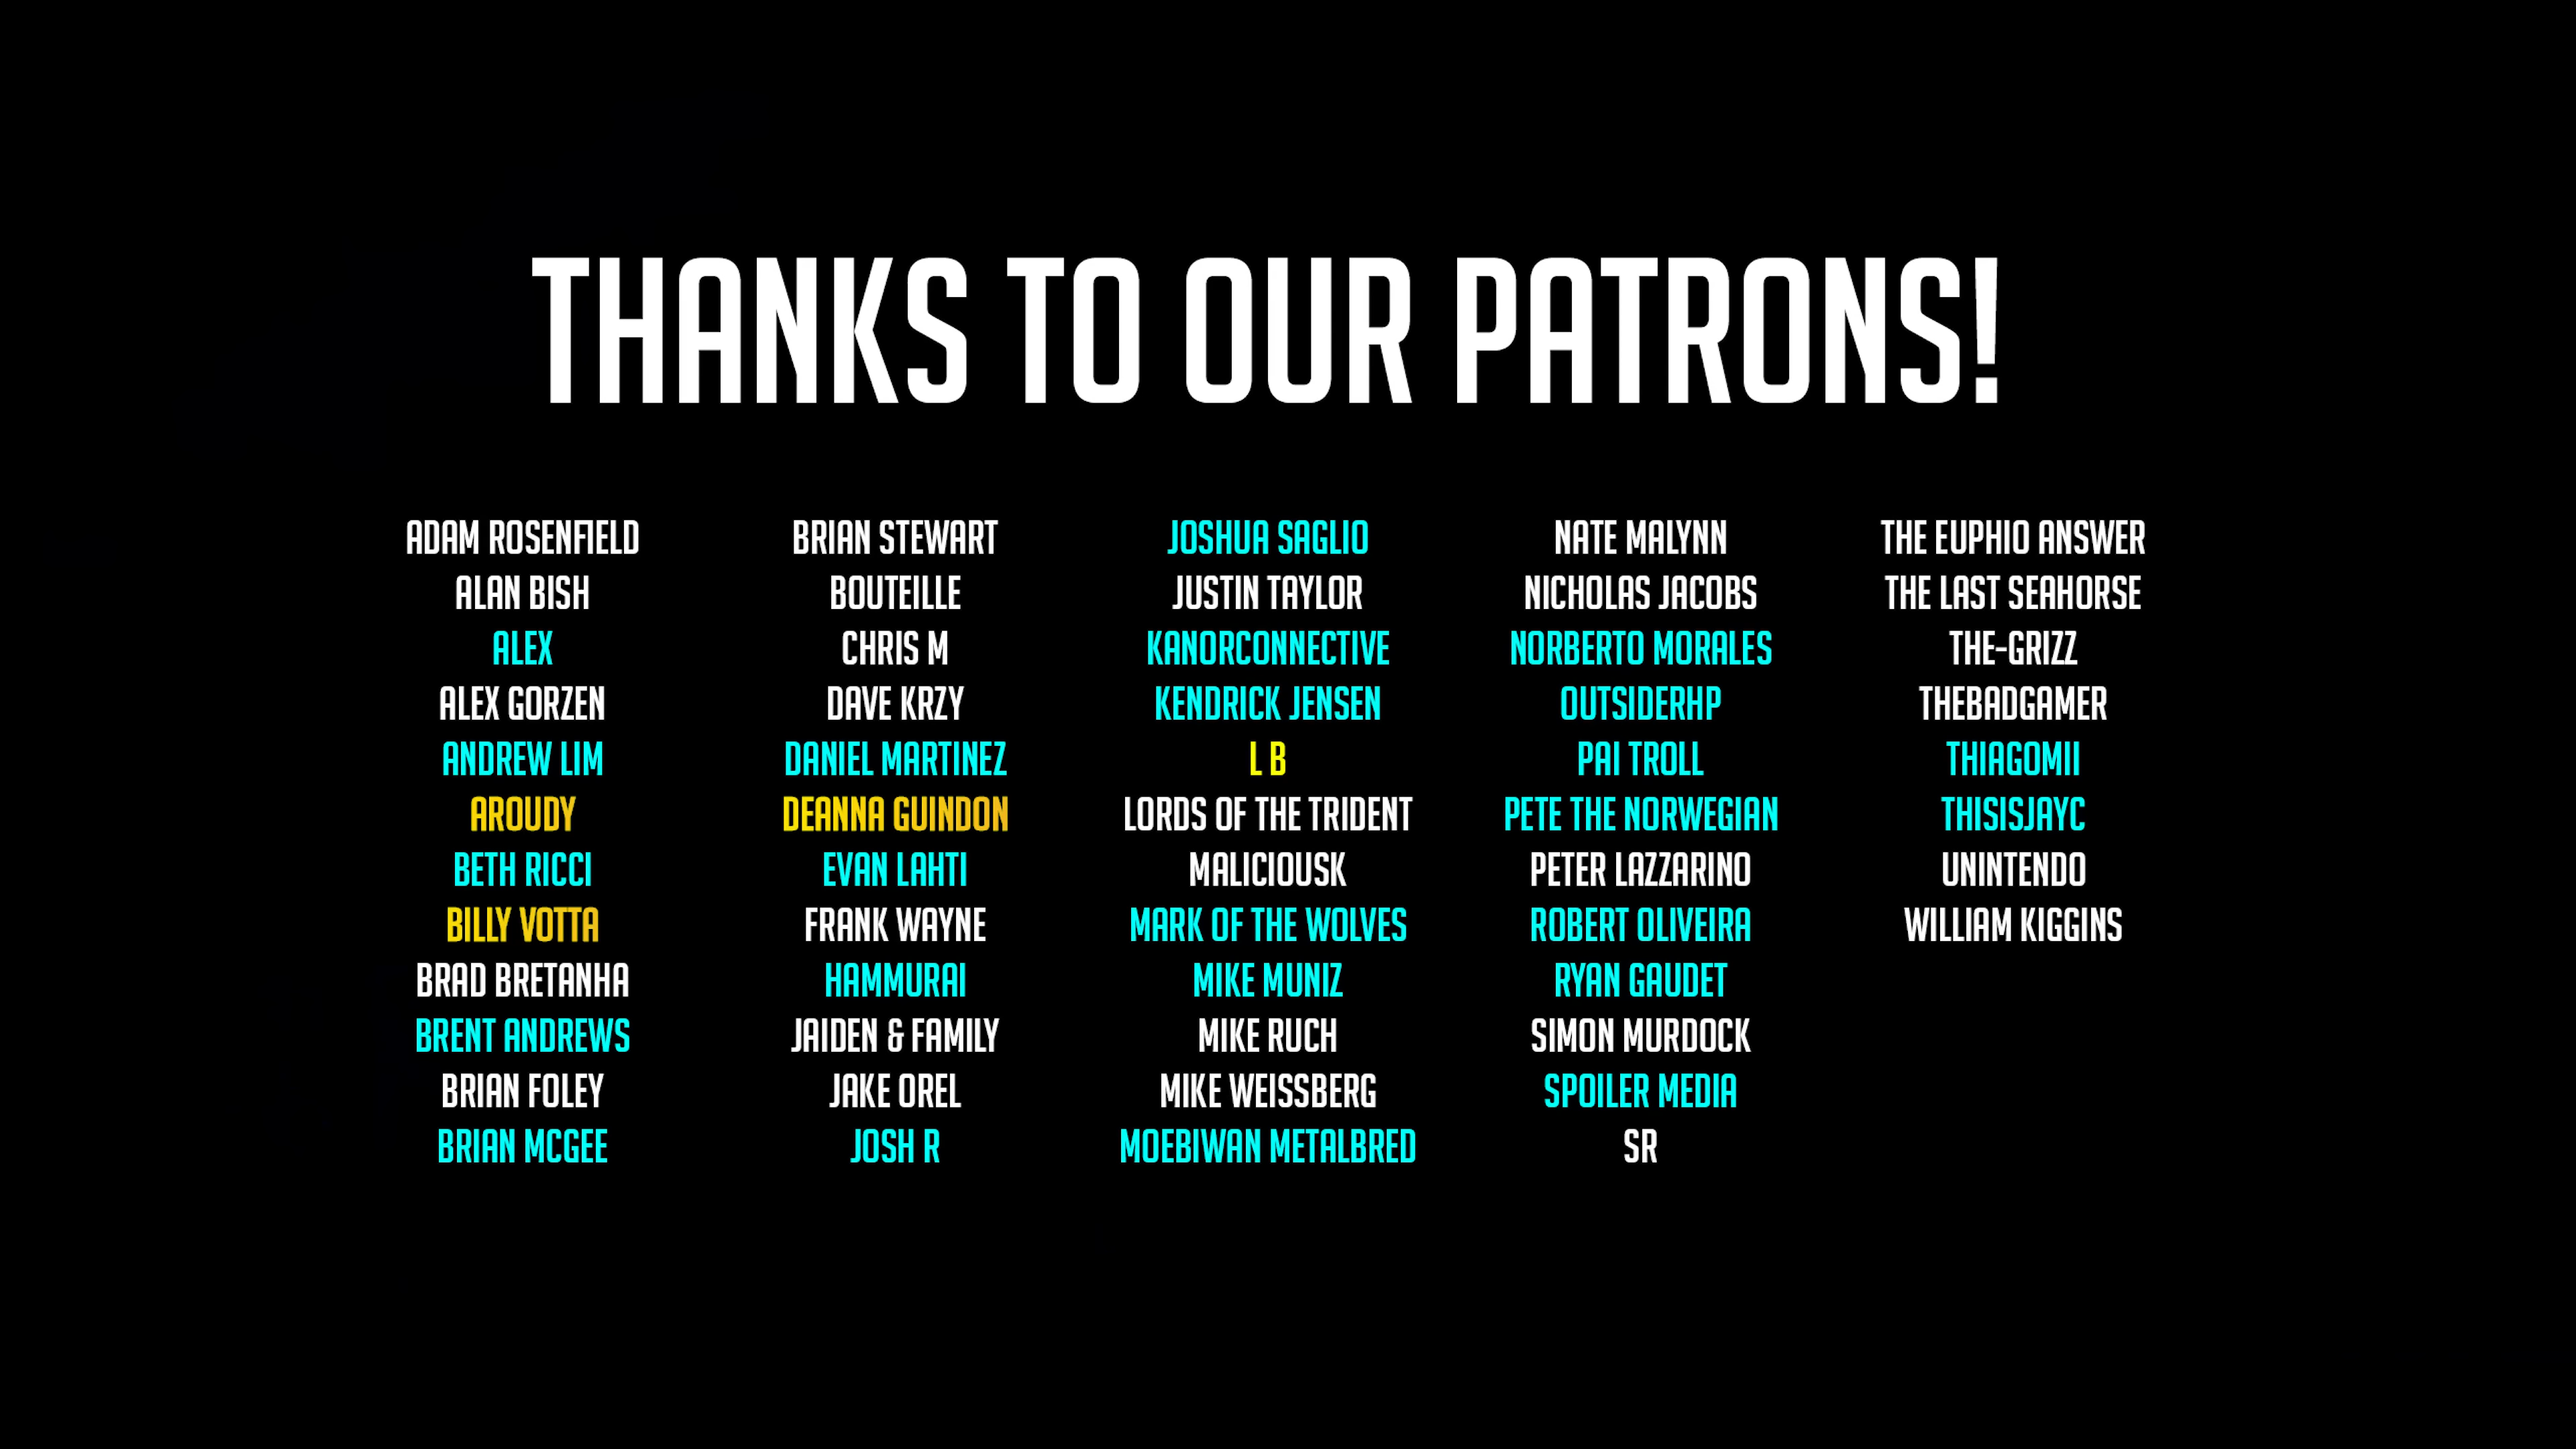 THANKS TO OUR PATRONS!
ADAM ROSENFIELD
ALAN BISH
ALEX
ALEX GORZEN
ANDREW LIM
AROUDY
BETH RICCI
BILLY VOTTA
BRAD BRETANHA
BRENT ANDREWS
BRIAN FOLEY
BRIAN MCGEE
BRIAN STEWART
BOUTEILLE
CHRIS M
DAVE KRZY
DANIEL MARTINEZ
DEANNA GUINDON
EVAN LAHTI
FRANK WAYNE
HAMMURAI
JAIDEN & FAMILY
JAKE OREL
JOSH R
JOSHUA SAGLIO
JUSTIN TAYLOR
KANORCONNECTIVE
KENDRICK JENSEN
L B
LORDS OF THE TRIDENT
MALICIOUSK
MARK OF THE WOLVES
MIKE MUNIZ
MIKE RUCH
MIKE WEISSBERG
MOEBIWAN METALBRED
NATE MALYNN
NICHOLAS JACOBS
NORBERTO MORALES
OUTSIDERHP
PAI TROLL
PETE THE NORWEGIAN
PETER LAZZARINO
ROBERT OLIVEIRA
RYAN GAUDET
SIMON MURDOCK
SPOILER MEDIA
SR
THE EUPHIO ANSWER
THE LAST SEAHORSE
THE-GRIZZ
THEBADGAMER
THIAGOMII
THISISJAYC
UNINTENDO
WILLIAM KIGGINS